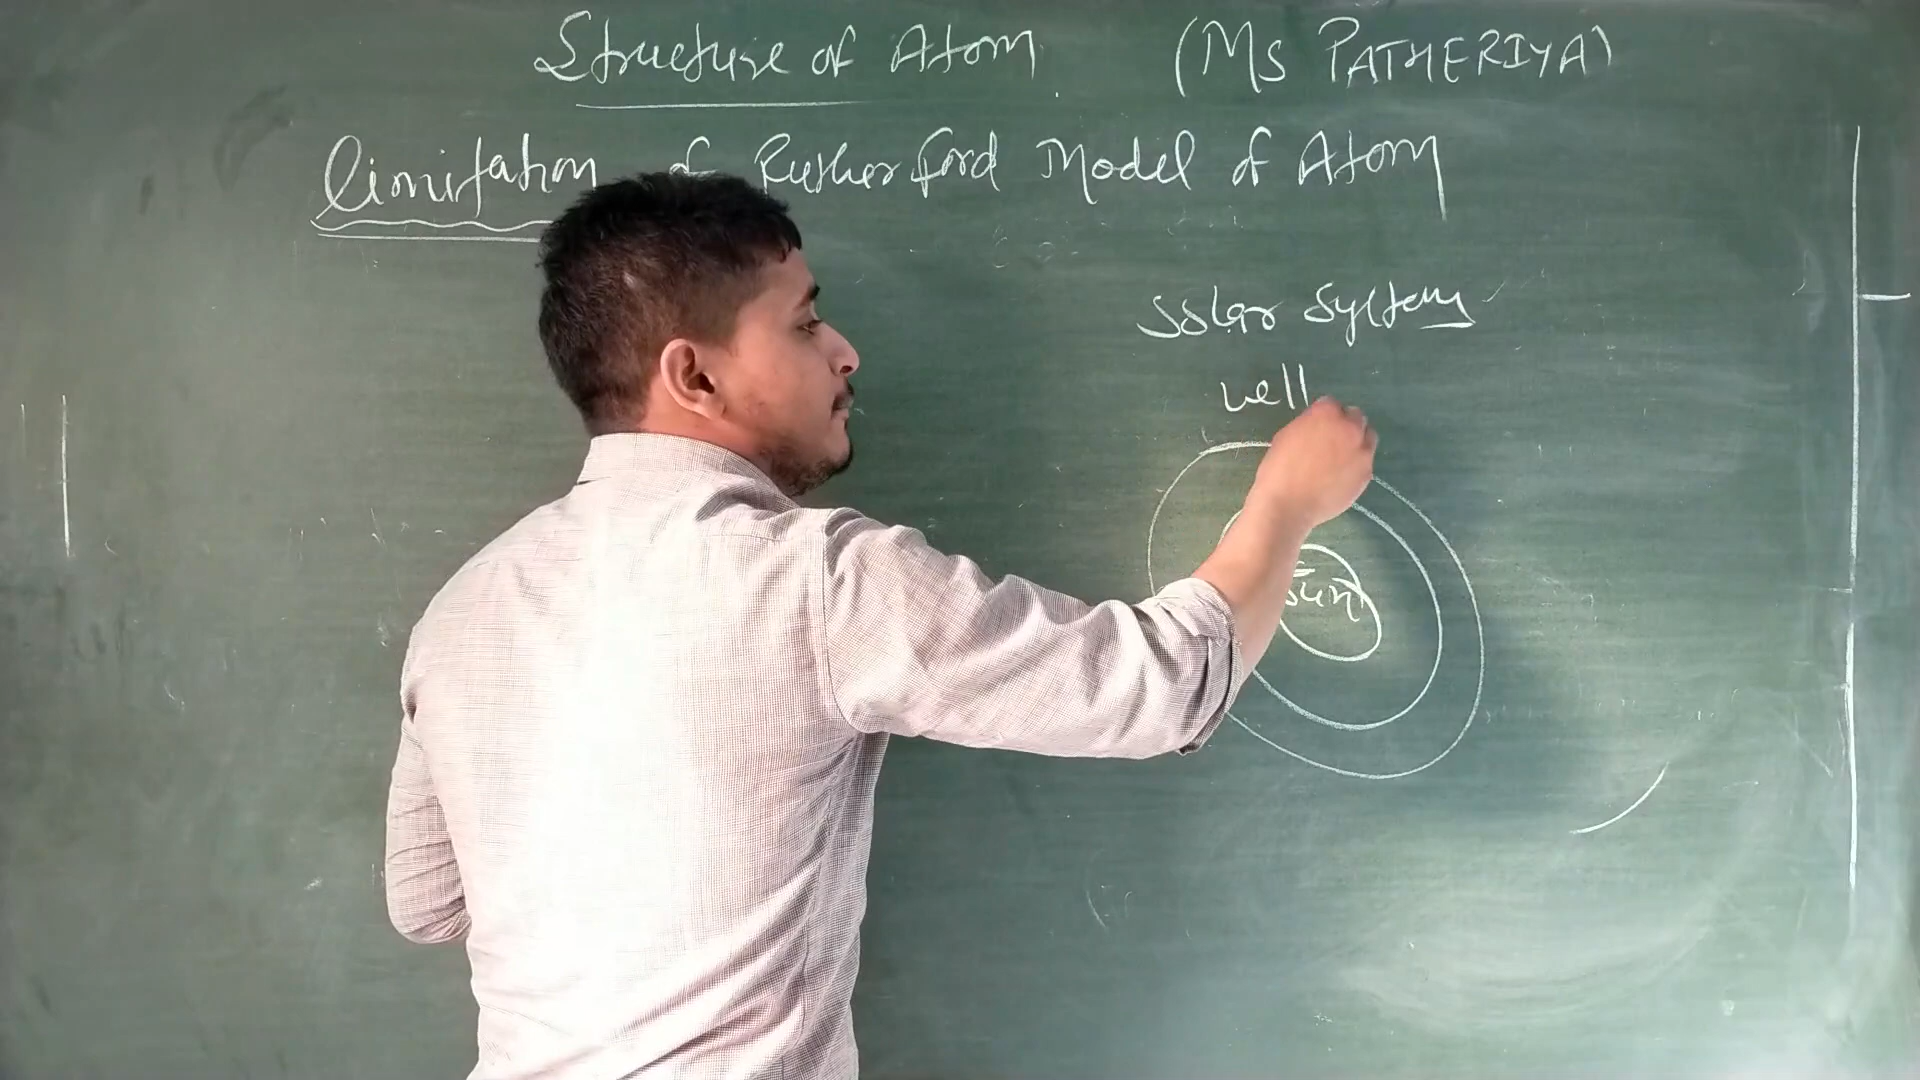 Structure of Atom (MS PATHERIYA)
limitation of Rutherford Model of Atom
Solar System
well
Sun